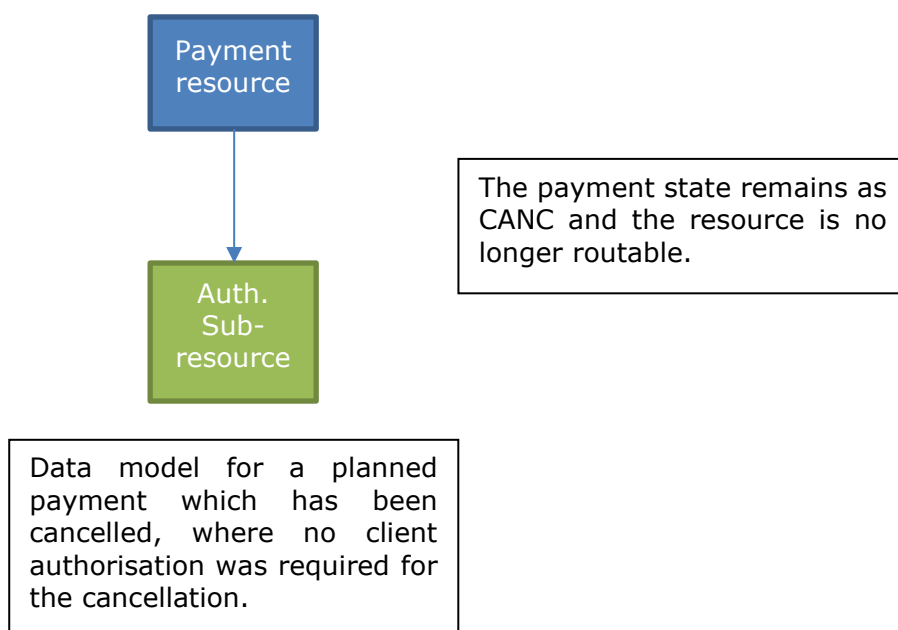 Payment
resource
The payment state remains as
CANC and the resource is no
longer routable.
Auth.
Sub-
resource
Data model for a planned
payment which has been
cancelled, where no client
authorisation was required for
the cancellation.